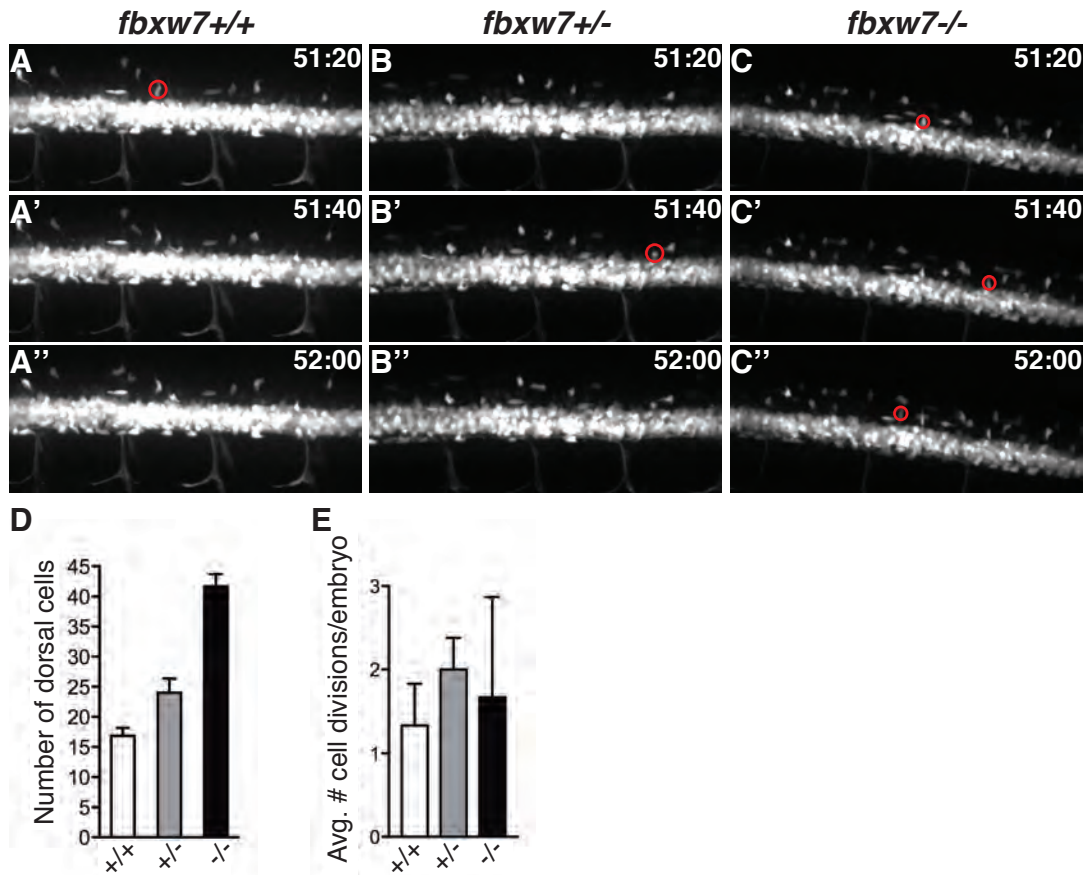 fbxw7+/+ fbxw7+/- fbxw7-/-
A 51:20 B 51:20 C 51:20
A' 51:40 B' 51:40 C' 51:40
A'' 52:00 B'' 52:00 C'' 52:00
D
Number of dorsal cells
45
40
35
30
25
20
15
10
5
0
+/+ +/- -/-
E
Avg. # cell divisions/embryo
3
2
1
0
+/+ +/- -/-